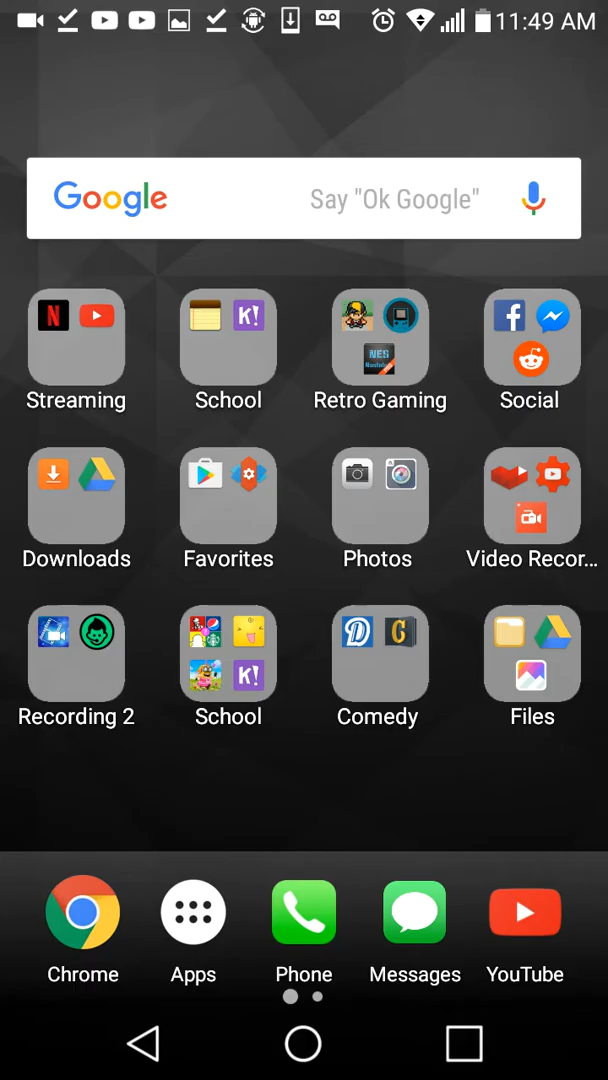 11:49 AM
Google Say "Ok Google"
K!
NES
Streaming School Retro Gaming Social
Downloads Favorites Photos Video Recor...
Recording 2 School Comedy Files
Chrome Apps Phone Messages YouTube